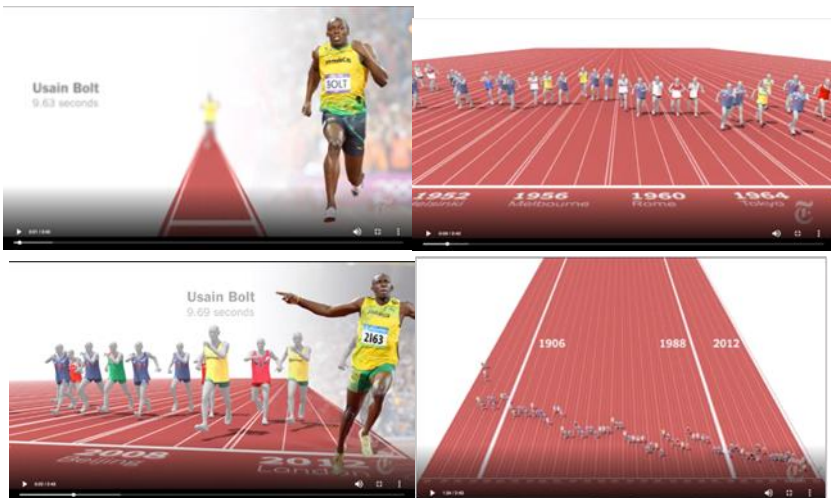 Usain Bolt
9.63 seconds
BOLT
1952
1956
1960
1964
Helsinki
Melbourne
Rome
Tokyo
Usain Bolt
9.69 seconds
2163
2008
Beijing
2012
London
1906
1988
2012